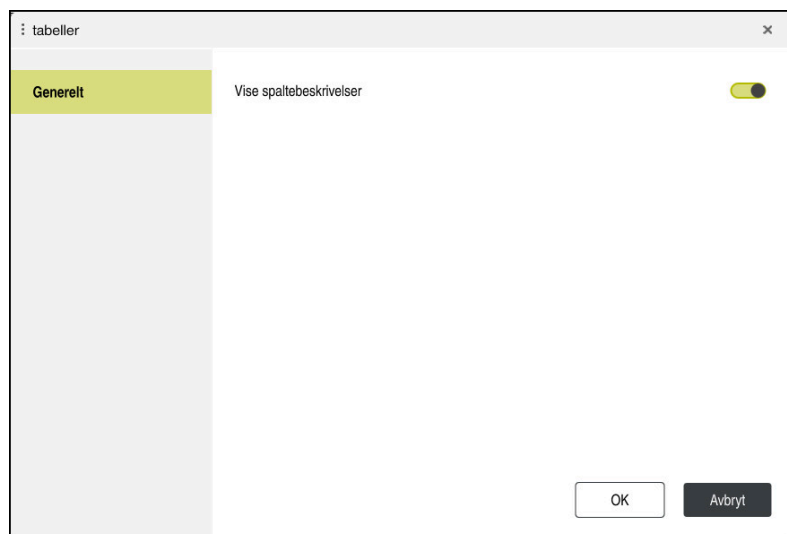 tabeller
Generelt
Vise spaltebeskrivelser
OK
Avbryt